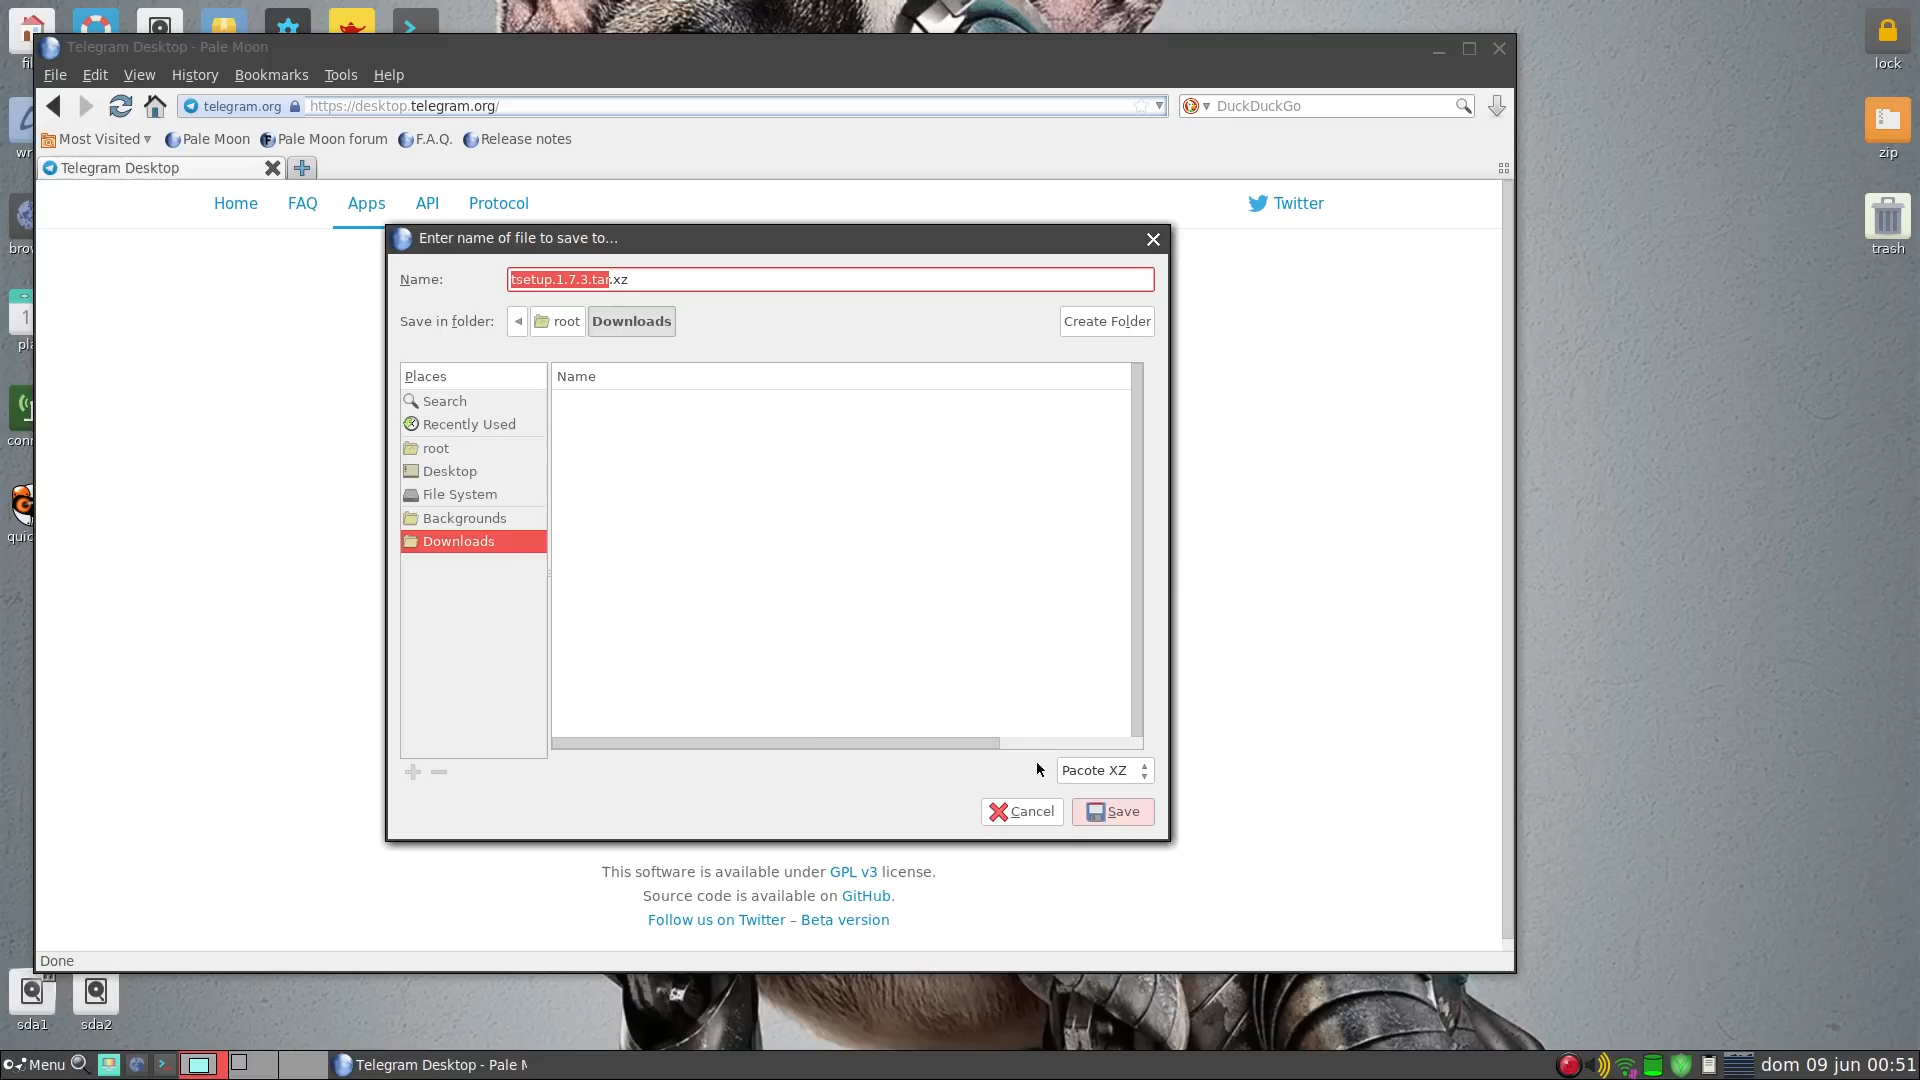 Telegram Desktop - Pale Moon
File Edit View History Bookmarks Tools Help
telegram.org https://desktop.telegram.org/ DuckDuckGo
Most Visited Pale Moon Pale Moon forum F.A.Q. Release notes
Telegram Desktop
Home FAQ Apps API Protocol Twitter
Enter name of file to save to...
Name: tsetup.1.7.3.tar.xz
Save in folder: root Downloads Create Folder
Places Name
Search
Recently Used
root
Desktop
File System
Backgrounds
Downloads
Pacote XZ
Cancel Save
This software is available under GPL v3 license.
Source code is available on GitHub.
Follow us on Twitter – Beta version
Done
lock
zip
trash
sda1 sda2
Menu Telegram Desktop - Pale M dom 09 jun 00:51